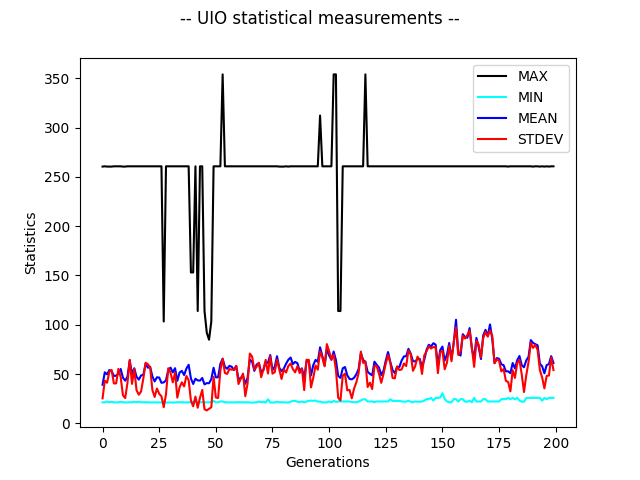 -- UIO statistical measurements --
350
300
250
200
150
100
50
0
Statistics
MAX
MIN
MEAN
STDEV
0 25 50 75 100 125 150 175 200
Generations